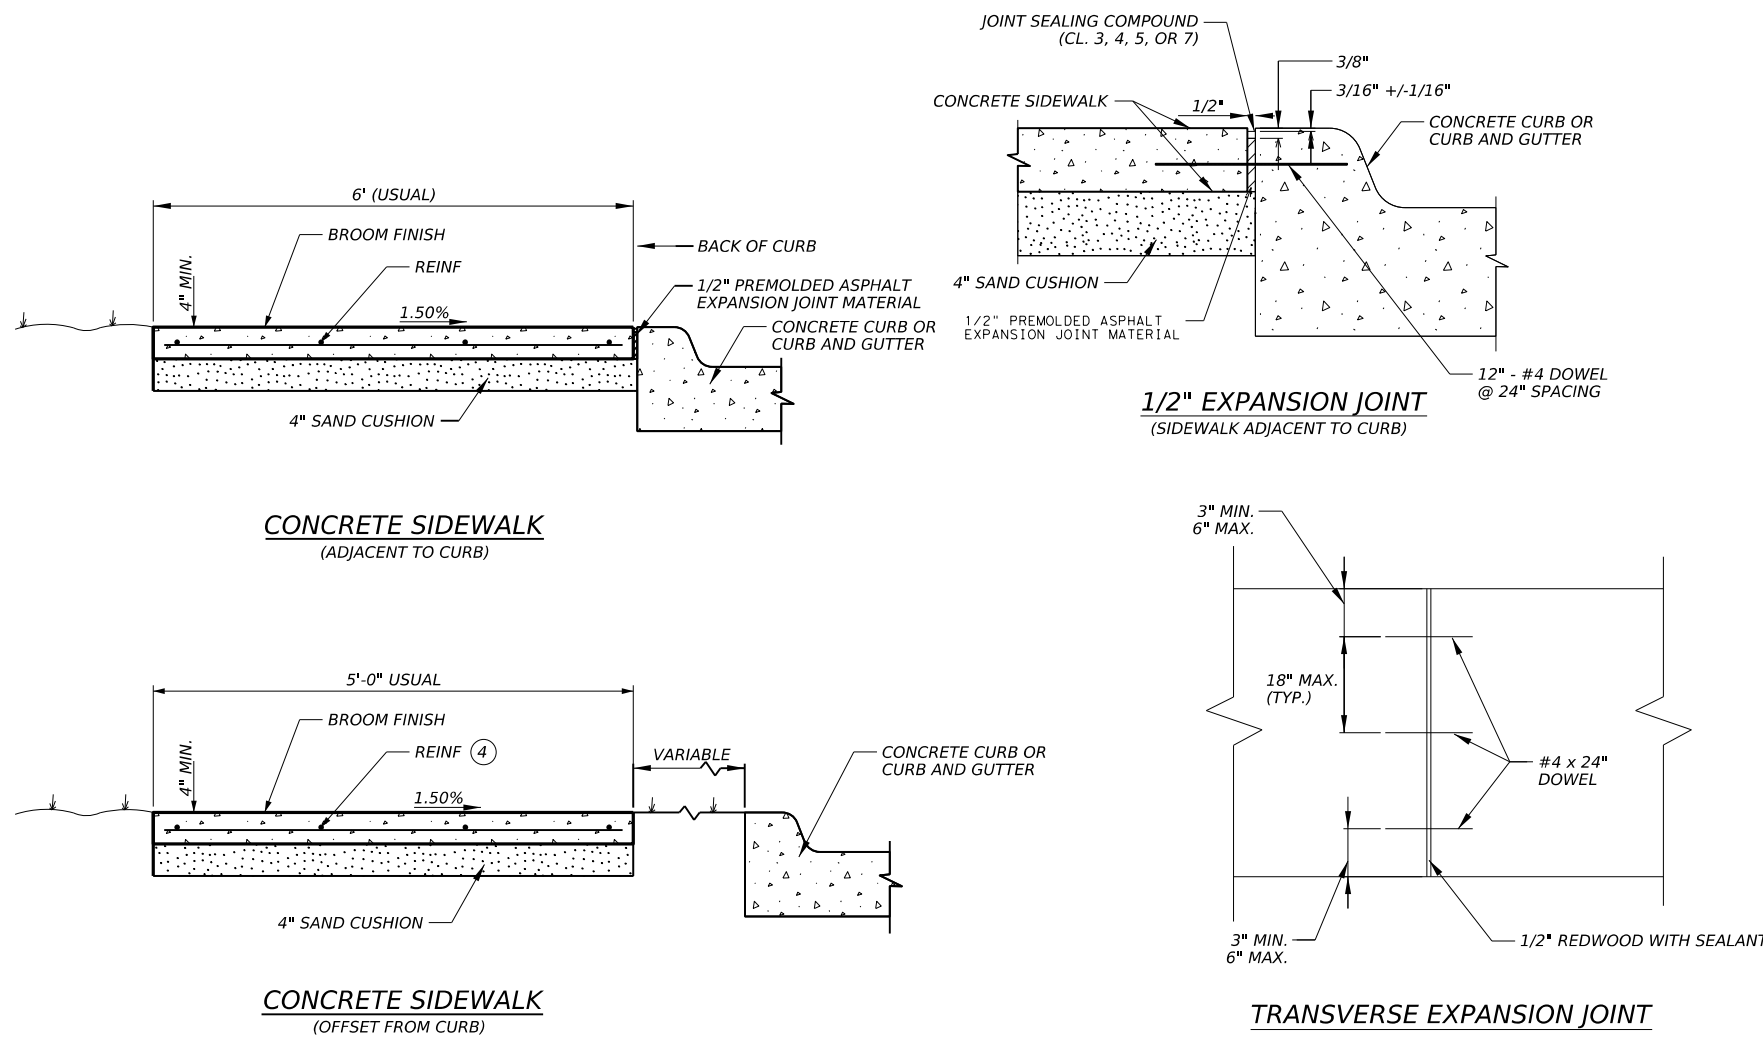 6' (USUAL)
BROOM FINISH
REINF
4" MIN.
1.50%
BACK OF CURB
1/2" PREMOLDED ASPHALT
EXPANSION JOINT MATERIAL
CONCRETE CURB OR
CURB AND GUTTER
4" SAND CUSHION
CONCRETE SIDEWALK
(ADJACENT TO CURB)
JOINT SEALING COMPOUND
(CL. 3, 4, 5, OR 7)
3/8"
3/16" +/-1/16"
CONCRETE SIDEWALK
1/2"
CONCRETE CURB OR
CURB AND GUTTER
4" SAND CUSHION
1/2" PREMOLDED ASPHALT
EXPANSION JOINT MATERIAL
12" - #4 DOWEL
@ 24" SPACING
1/2" EXPANSION JOINT
(SIDEWALK ADJACENT TO CURB)
5'-0" USUAL
BROOM FINISH
REINF 4
4" MIN.
1.50%
VARIABLE
CONCRETE CURB OR
CURB AND GUTTER
4" SAND CUSHION
CONCRETE SIDEWALK
(OFFSET FROM CURB)
3" MIN.
6" MAX.
18" MAX.
(TYP.)
#4 x 24"
DOWEL
3" MIN.
6" MAX.
1/2" REDWOOD WITH SEALANT
TRANSVERSE EXPANSION JOINT